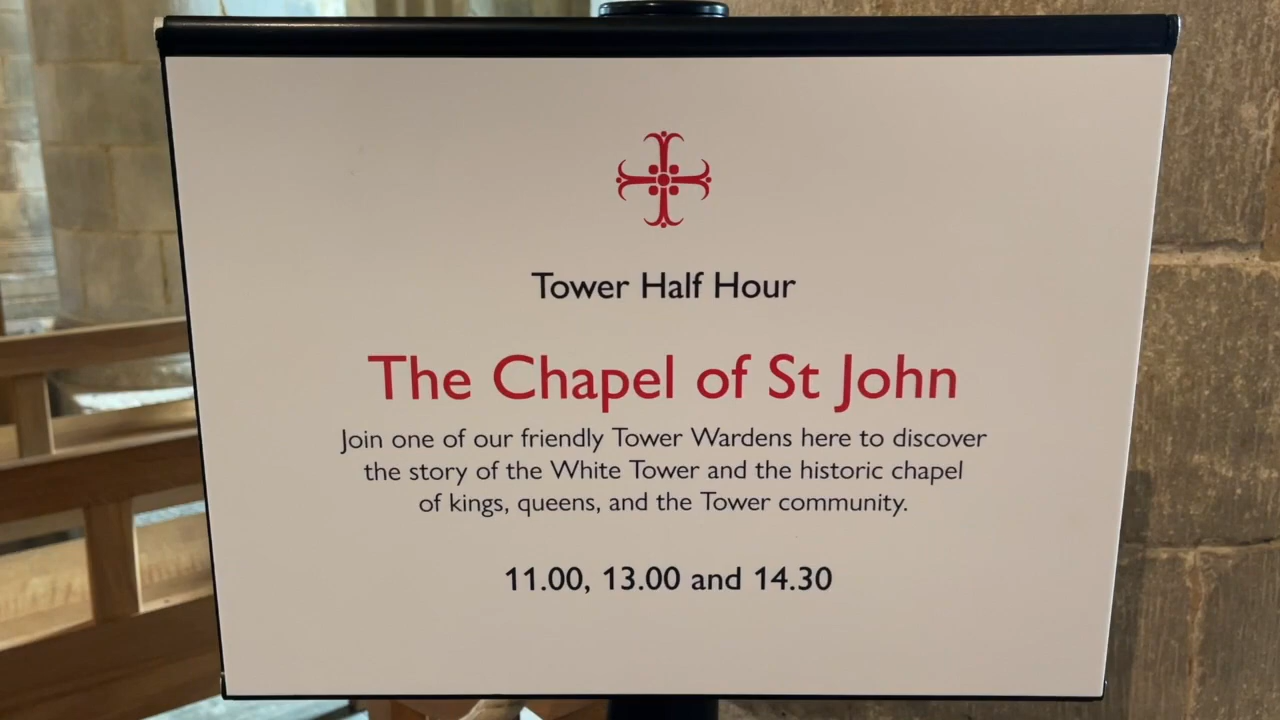 Tower Half Hour
The Chapel of St John
Join one of our friendly Tower Wardens here to discover
the story of the White Tower and the historic chapel
of kings, queens, and the Tower community.
11.00, 13.00 and 14.30